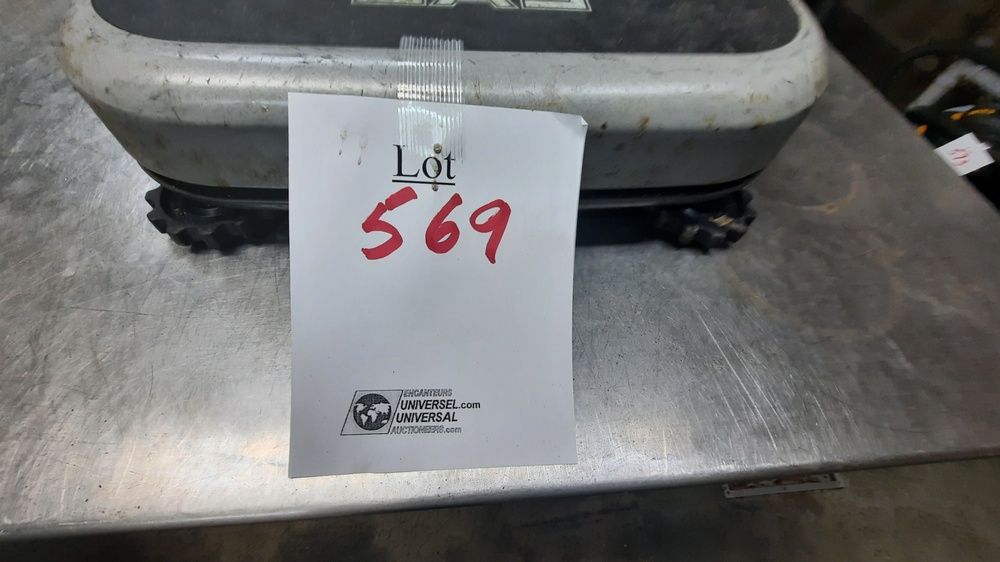 Lot
569
ENCANTEURS
UNIVERSEL.com
UNIVERSAL
AUCTIONEERS.com